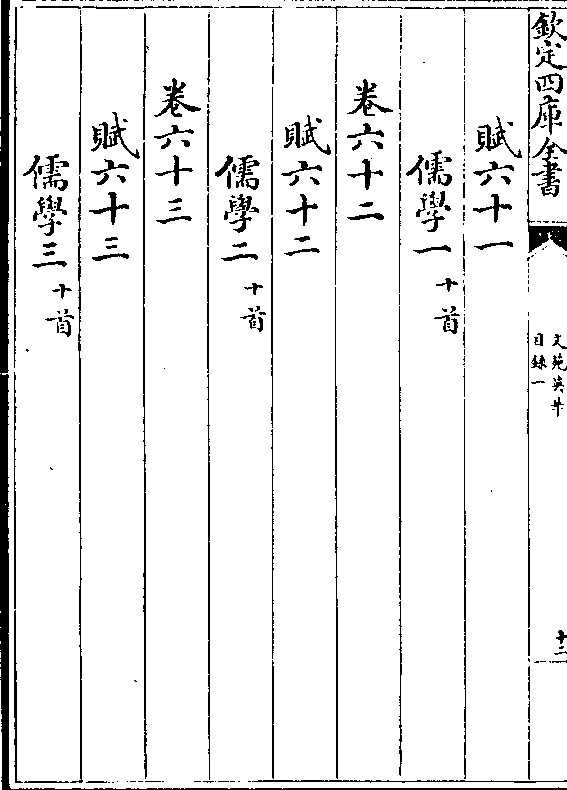 欽定四庫全書
文苑英華
目録一
十二
賦六十一
儒學一十首
卷六十二
賦六十二
儒學二十首
卷六十三
賦六十三
儒學三十首